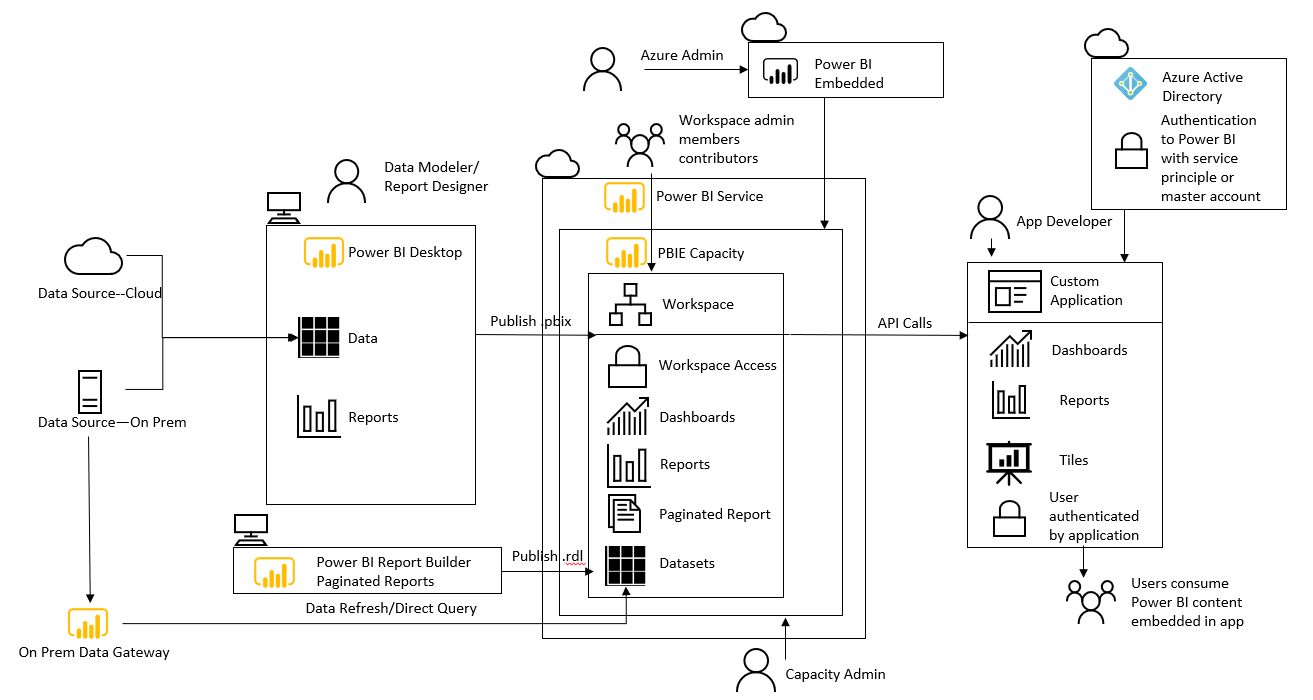 Azure Admin
Power BI
Embedded
Azure Active
Directory
Authentication
to Power BI
with service
principle or
master account
Workspace admin
members
contributors
Data Modeler/
Report Designer
Power BI Service
App Developer
Power BI Desktop
PBIE Capacity
Data Source--Cloud
Custom
Application
Workspace
Publish .pbix
API Calls
Data
Workspace Access
Dashboards
Reports
Dashboards
Reports
Data Source—On Prem
Reports
Tiles
Paginated Report
User
authenticated
by application
Power BI Report Builder
Paginated Reports
Publish .rdl
Datasets
Data Refresh/Direct Query
Users consume
Power BI content
embedded in app
On Prem Data Gateway
Capacity Admin